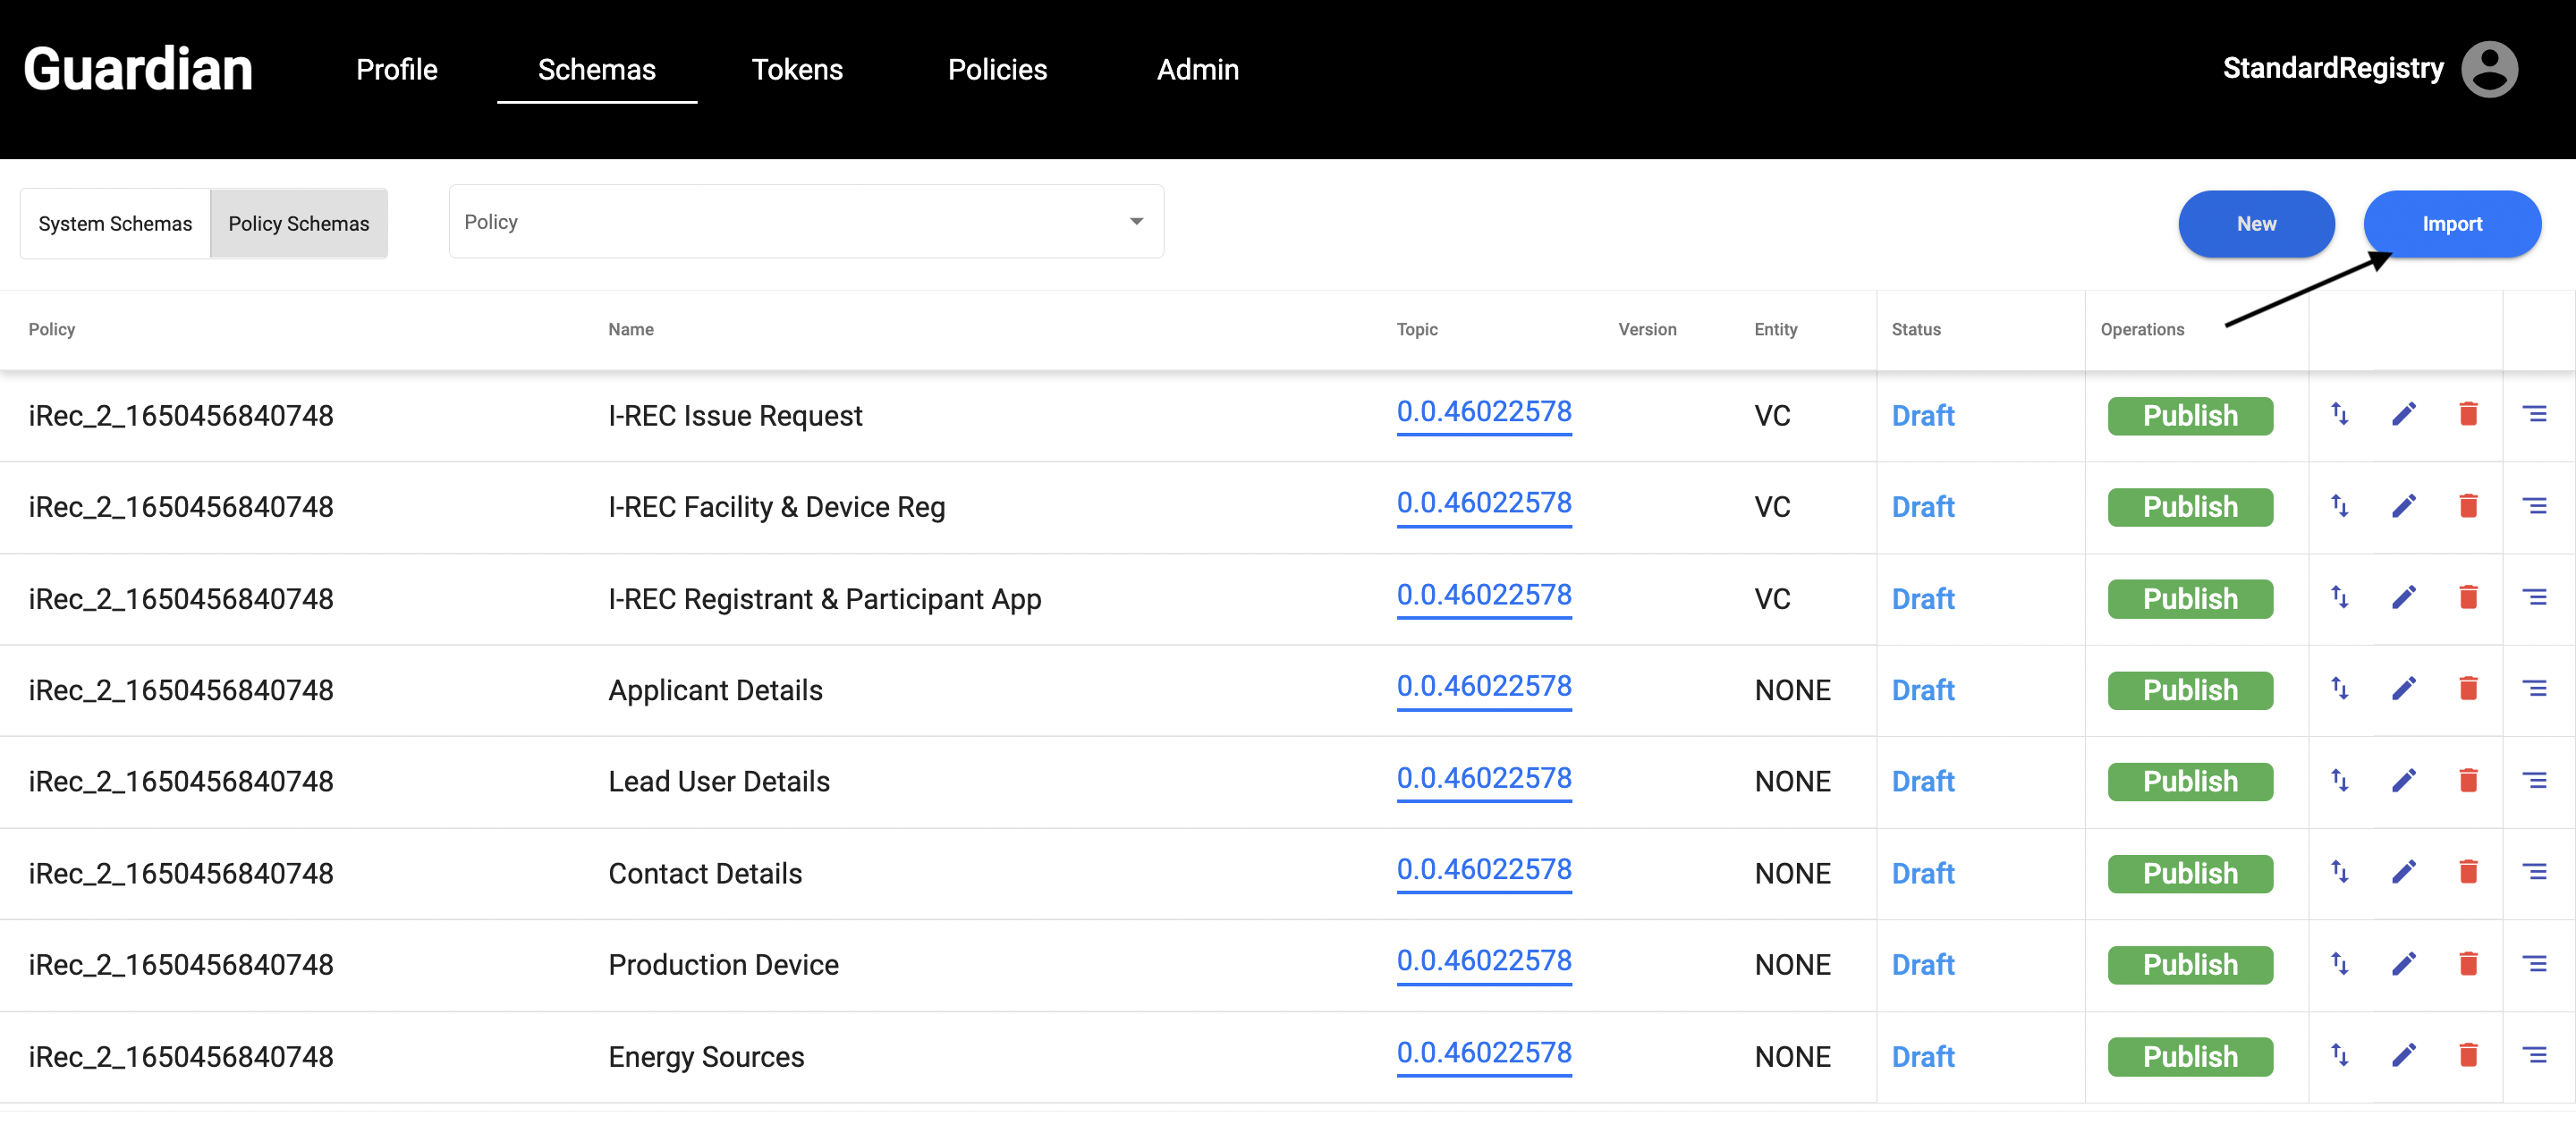 Guardian Profile Schemas Tokens Policies Admin StandardRegistry
System Schemas Policy Schemas Policy New Import
Policy Name Topic Version Entity Status Operations
iRec_2_1650456840748 I-REC Issue Request 0.0.46022578 VC Draft Publish
iRec_2_1650456840748 I-REC Facility & Device Reg 0.0.46022578 VC Draft Publish
iRec_2_1650456840748 I-REC Registrant & Participant App 0.0.46022578 VC Draft Publish
iRec_2_1650456840748 Applicant Details 0.0.46022578 NONE Draft Publish
iRec_2_1650456840748 Lead User Details 0.0.46022578 NONE Draft Publish
iRec_2_1650456840748 Contact Details 0.0.46022578 NONE Draft Publish
iRec_2_1650456840748 Production Device 0.0.46022578 NONE Draft Publish
iRec_2_1650456840748 Energy Sources 0.0.46022578 NONE Draft Publish